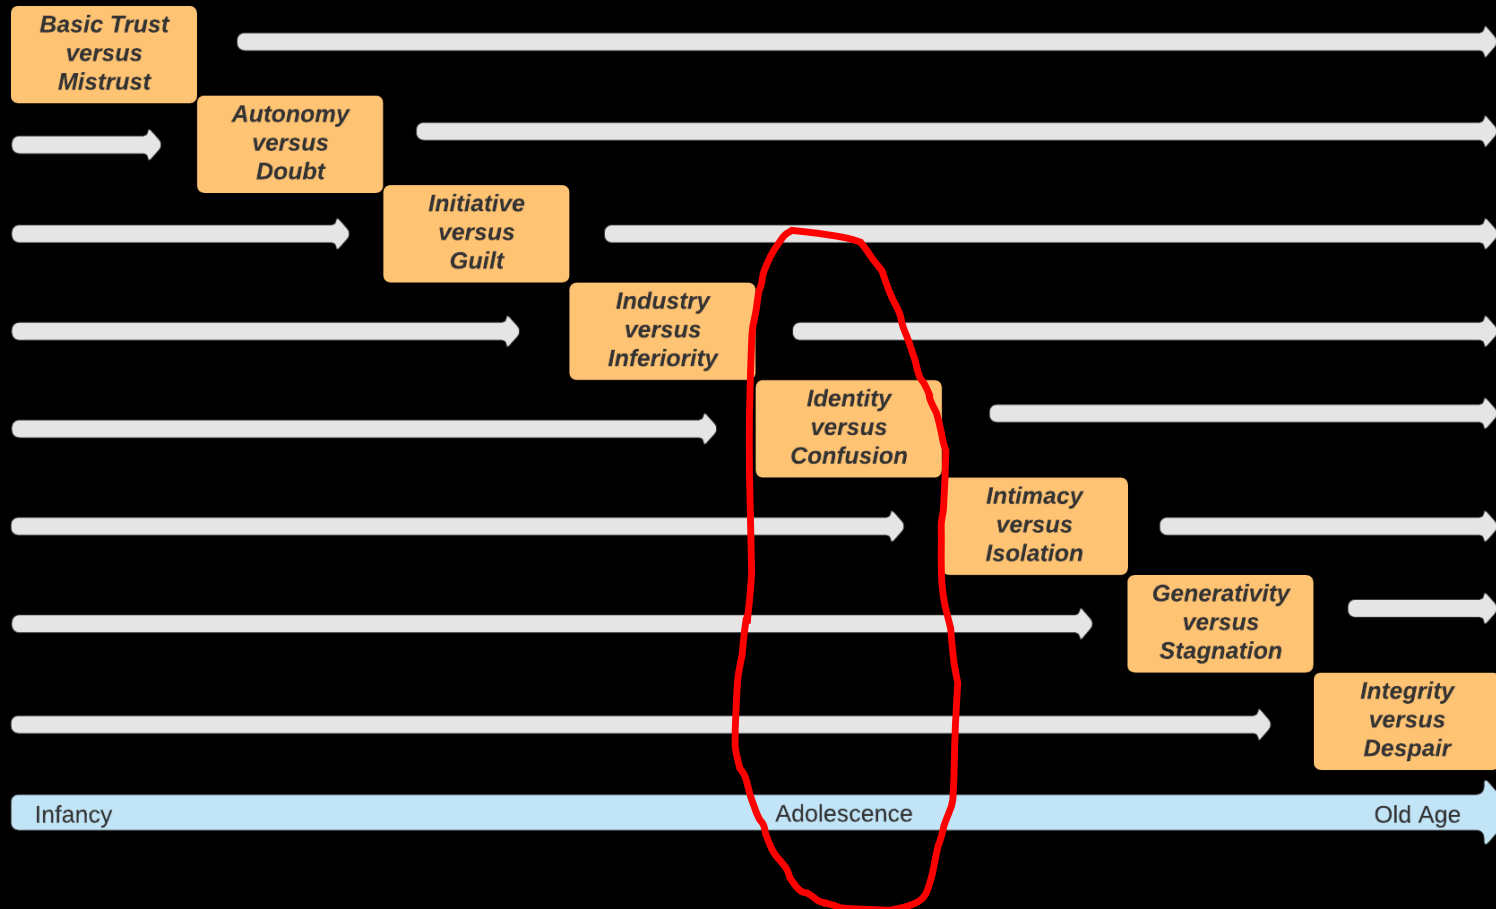 Basic Trust
versus
Mistrust
Autonomy
versus
Doubt
Initiative
versus
Guilt
Industry
versus
Inferiority
Identity
versus
Confusion
Intimacy
versus
Isolation
Generativity
versus
Stagnation
Integrity
versus
Despair
Infancy
Adolescence
Old Age